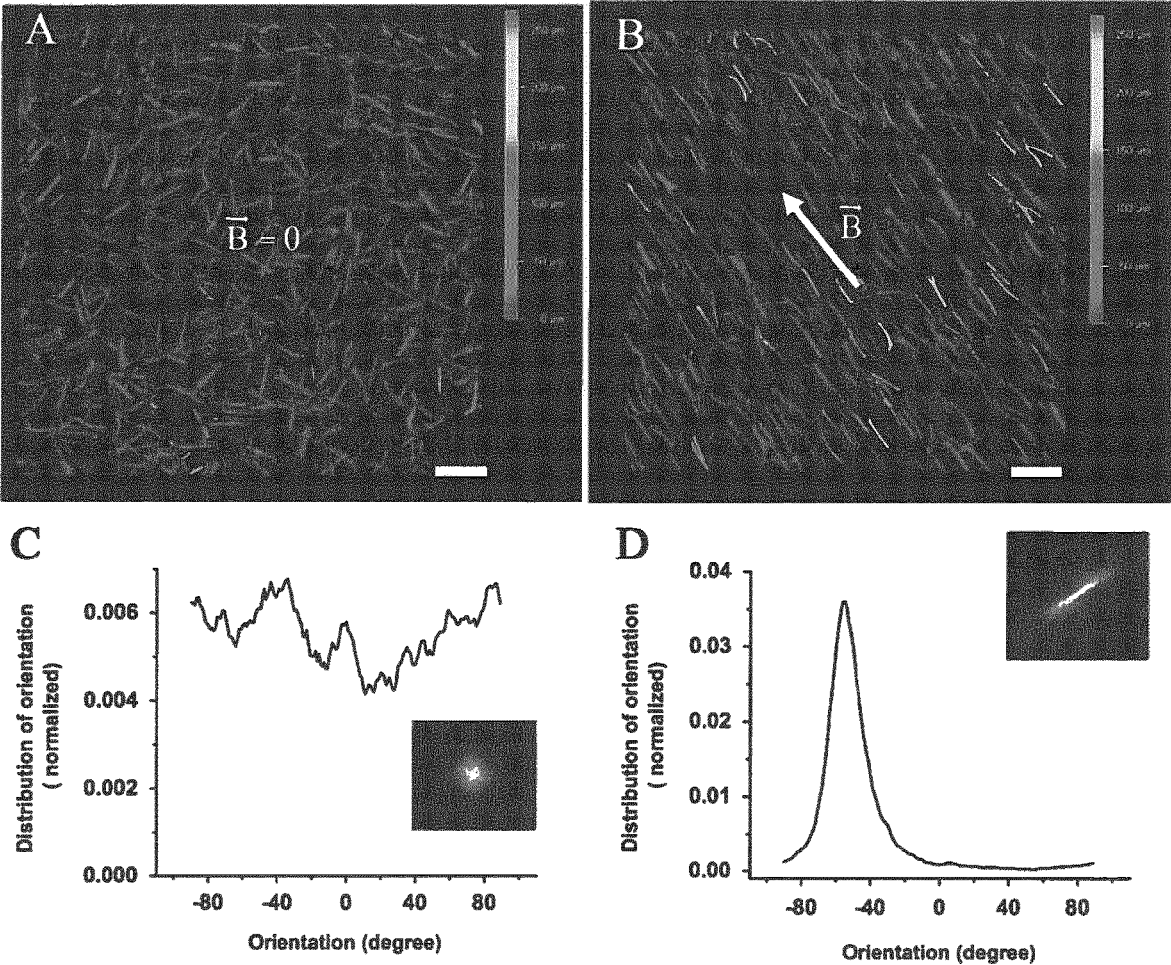 A
B
B = 0
B
C
D
Distribution of orientation
( normalized)
0.006
0.004
0.002
0.000
-80
-40
0
40
80
Orientation (degree)
Distribution of orientation
( normalized)
0.04
0.03
0.02
0.01
0.00
-80
-40
0
40
80
Orientation (degree)